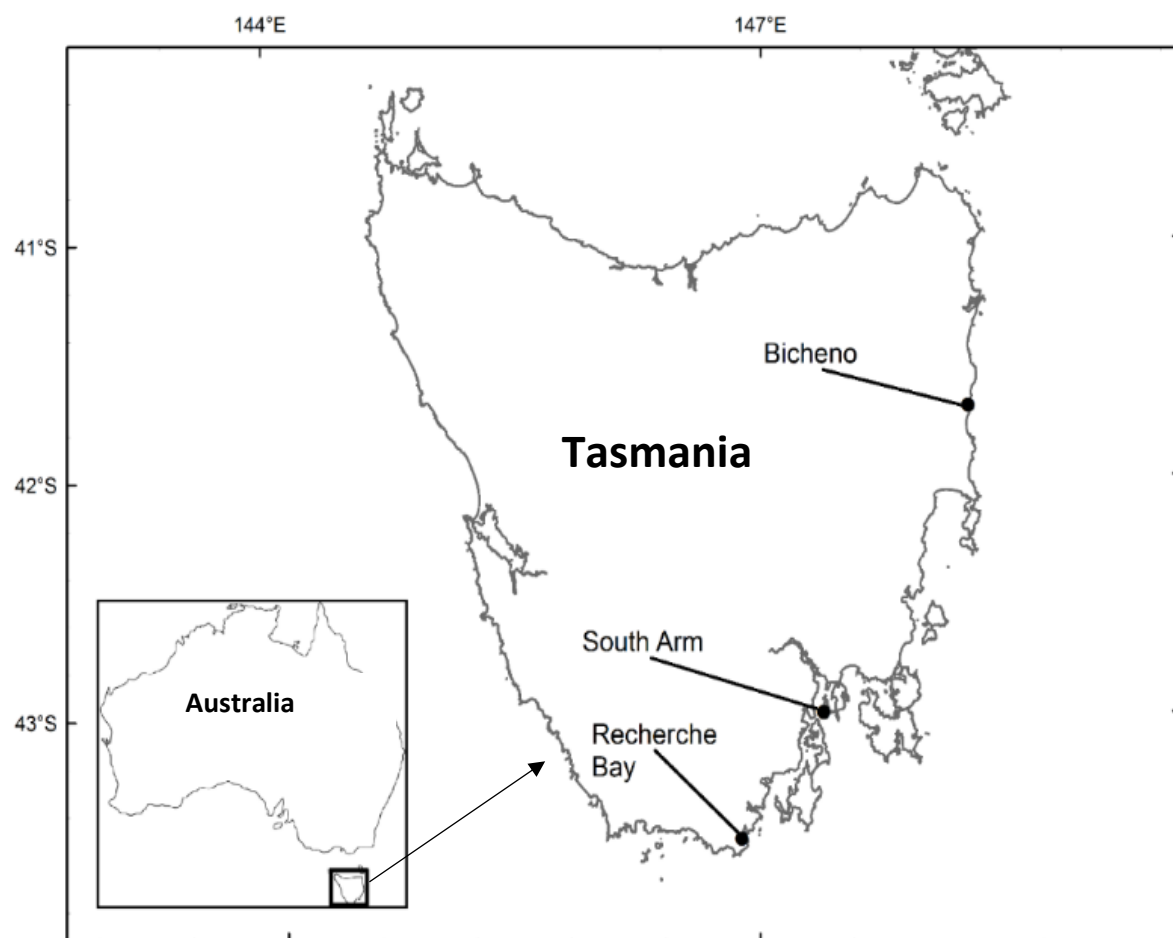 144°E
147°E
41°S
Bicheno
Tasmania
42°S
South Arm
Australia
43°S
Recherche
Bay